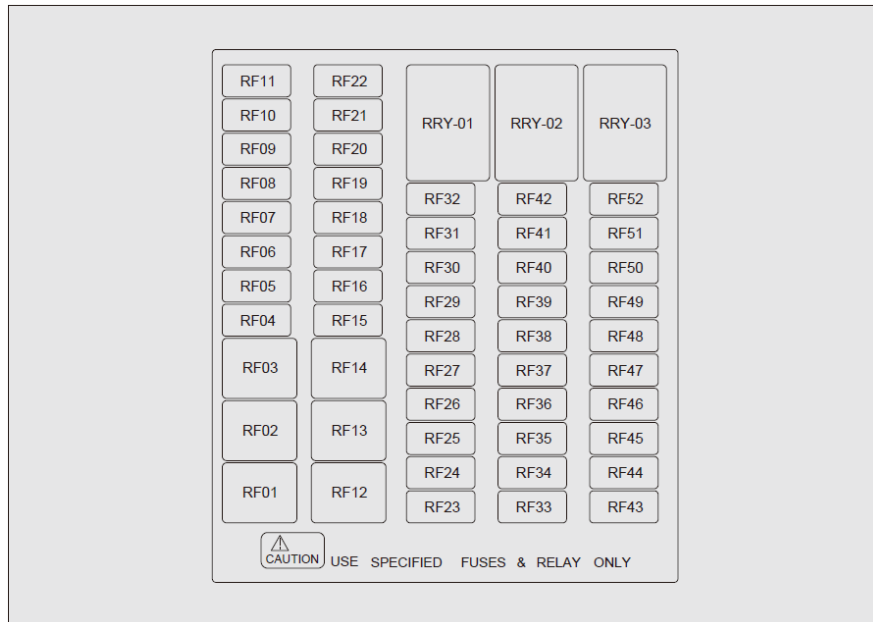 RF11 RF22
RF10 RF21
RRY-01 RRY-02 RRY-03
RF09 RF20
RF08 RF19
RF32 RF42 RF52
RF07 RF18
RF31 RF41 RF51
RF06 RF17
RF30 RF40 RF50
RF05 RF16
RF29 RF39 RF49
RF04 RF15
RF28 RF38 RF48
RF03 RF14
RF27 RF37 RF47
RF26 RF36 RF46
RF02 RF13
RF25 RF35 RF45
RF24 RF34 RF44
RF01 RF12
RF23 RF33 RF43
CAUTION USE SPECIFIED FUSES & RELAY ONLY